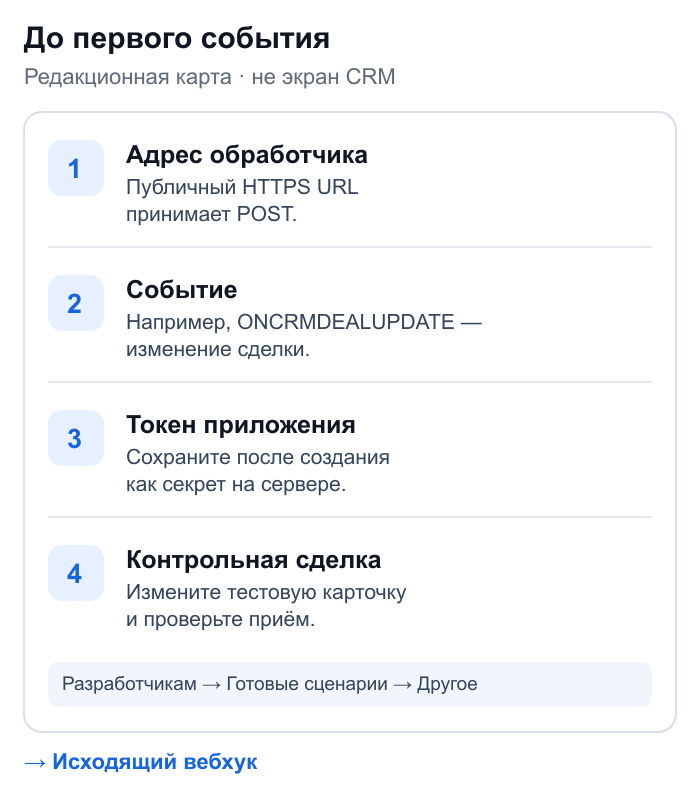 До первого события
Редакционная карта · не экран CRM
1
Адрес обработчика
Публичный HTTPS URL
принимает POST.
2
Событие
Например, ONCRMDEALUPDATE —
изменение сделки.
3
Токен приложения
Сохраните после создания
как секрет на сервере.
4
Контрольная сделка
Измените тестовую карточку
и проверьте приём.
Разработчикам → Готовые сценарии → Другое
→ Исходящий вебхук